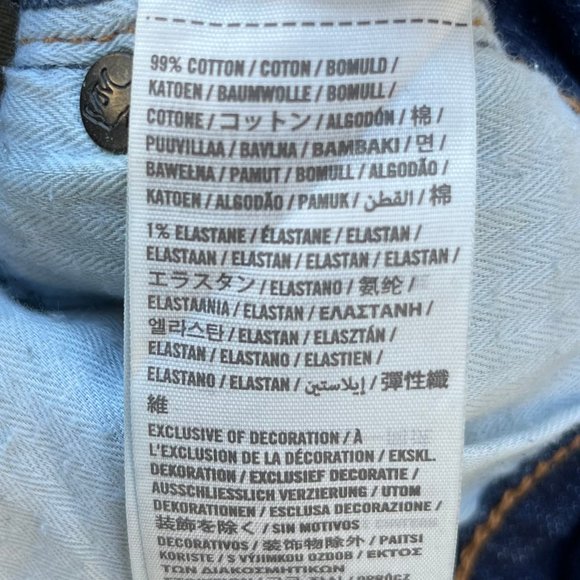 99% COTTON / COTON / BOMULD /
KATOEN / BAUMWOLLE / BOMULL /
COTONE / コットン / ALGODÓN / 棉 /
PUUVILLAA / BAVLNA / BAMBAKI / 면 /
BAWEŁNA / PAMUT / BOMULL / ALGODÃO /
KATOEN / ALGODÃO / PAMUK / القطن / 棉
1% ELASTANE / ÉLASTANE / ELASTAN /
ELASTAAN / ELASTAN / ELASTAN / ELASTAN /
エラスタン / ELASTANO / 氨纶 /
ELASTAANIA / ELASTAN / ΕΛΑΣΤΑΝΗ /
엘라스탄 / ELASTAN / ELASZTÁN /
ELASTAN / ELASTANO / ELASTIEN /
ELASTANO / ELASTAN / إيلاستين / 彈性纖
維
EXCLUSIVE OF DECORATION / À
L'EXCLUSION DE LA DÉCORATION / EKSKL.
DEKORATION / EXCLUSIEF DECORATIE /
AUSSCHLIESSLICH VERZIERUNG / UTOM
DEKORATIONEN / ESCLUSA DECORAZIONE /
装飾を除く / SIN MOTIVOS
DECORATIVOS / 装饰物除外 / PAITSI
KORISTE / S VÝJIMKOU OZDOB / ΕΚΤΟΣ
ΤΩΝ ΔΙΑΚΟΣΜΗΤΙΚΩΝ